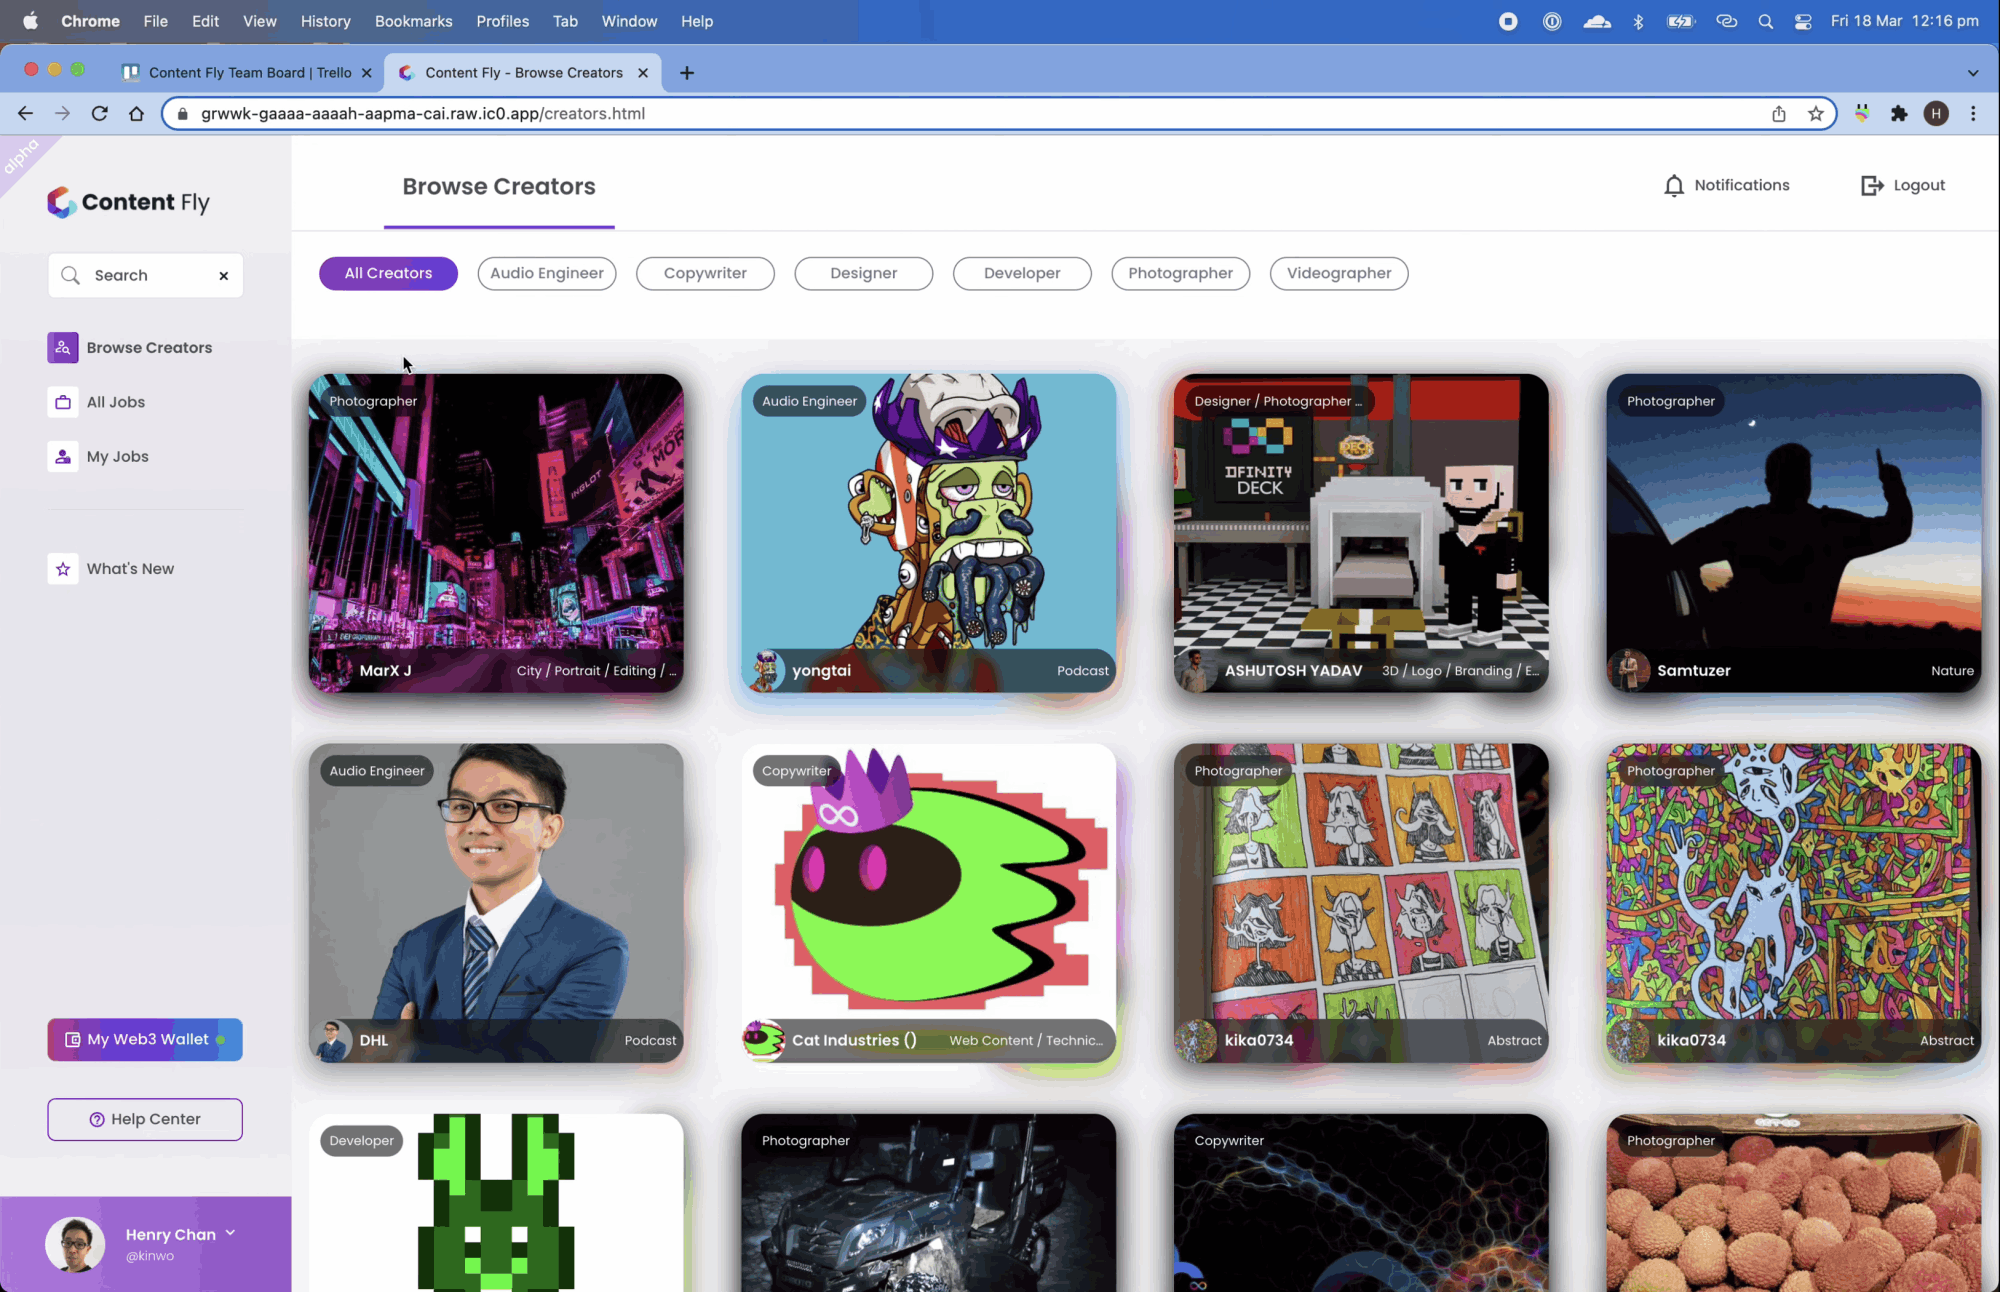 Chrome File Edit View History Bookmarks Profiles Tab Window Help Fri 18 Mar 12:16 pm
Content Fly Team Board | Trello Content Fly - Browse Creators
grwwk-gaaaa-aaaah-aapma-cai.raw.ic0.app/creators.html H
alpha
Content Fly
Search
Browse Creators
All Jobs
My Jobs
What's New
My Web3 Wallet
Help Center
Henry Chan
@kinwo
Browse Creators
Notifications
Logout
All Creators Audio Engineer Copywriter Designer Developer Photographer Videographer
Photographer
INGLOT
MarX J City / Portrait / Editing / ...
Audio Engineer
yongtai Podcast
Designer / Photographer ...
DFINITY
DECK
DECK
ASHUTOSH YADAV 3D / Logo / Branding / E...
Photographer
Samtuzer Nature
Audio Engineer
DHL Podcast
Copywriter
Cat Industries () Web Content / Technic...
Photographer
kika0734 Abstract
Photographer
kika0734 Abstract
Developer
Photographer
Copywriter
Photographer